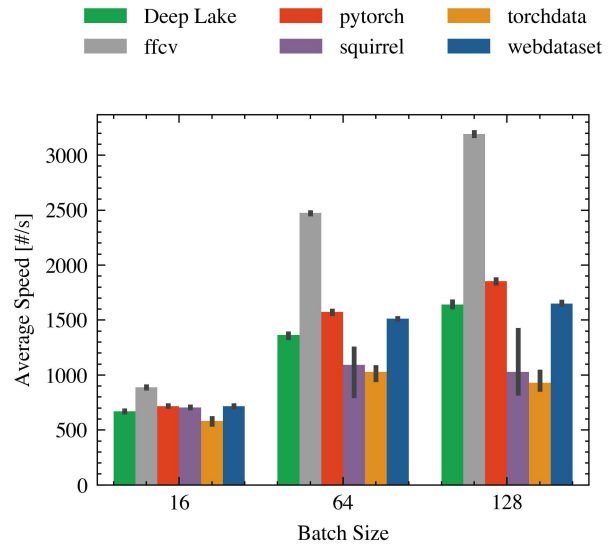 Deep Lake pytorch torchdata
ffcv squirrel webdataset
3000
2500
2000
1500
1000
500
0
Average Speed [#/s]
16 64 128
Batch Size